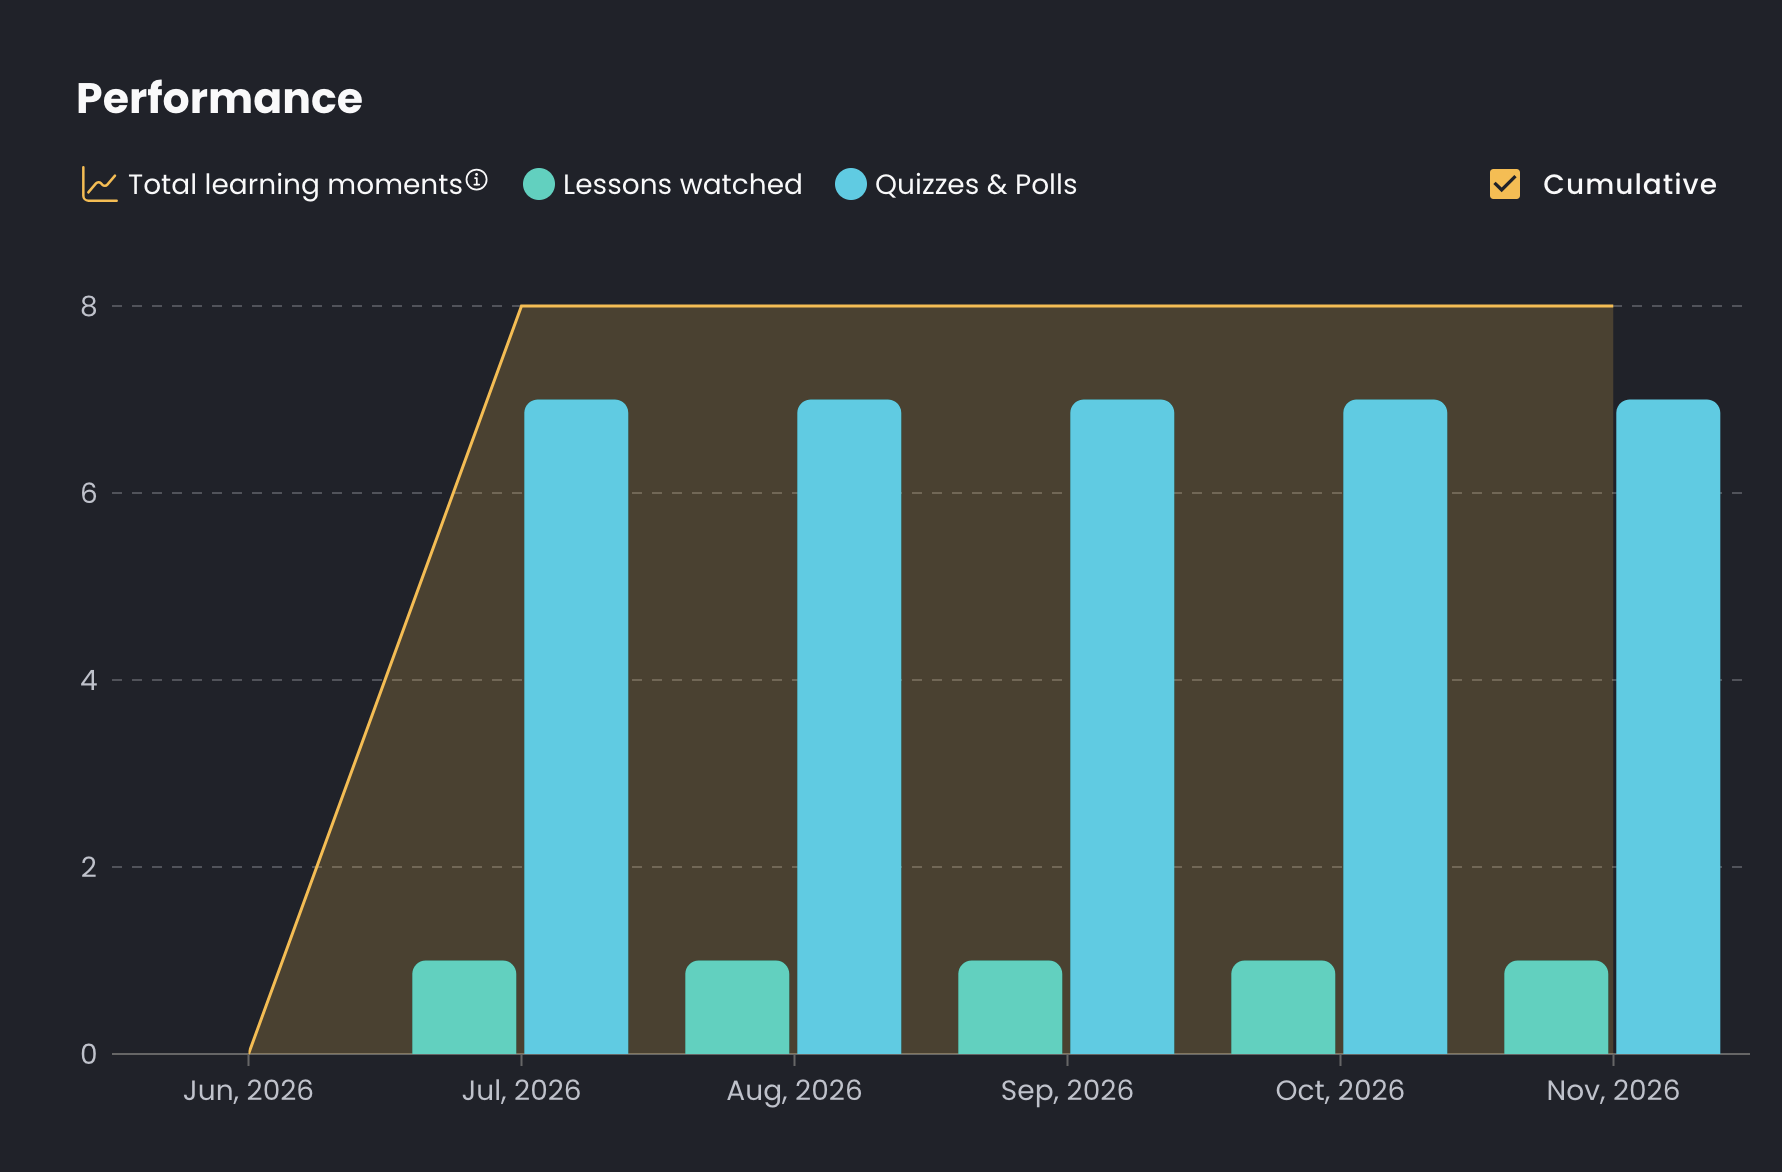 Performance
Total learning moments Lessons watched Quizzes & Polls Cumulative
8
6
4
2
0
Jun, 2026 Jul, 2026 Aug, 2026 Sep, 2026 Oct, 2026 Nov, 2026